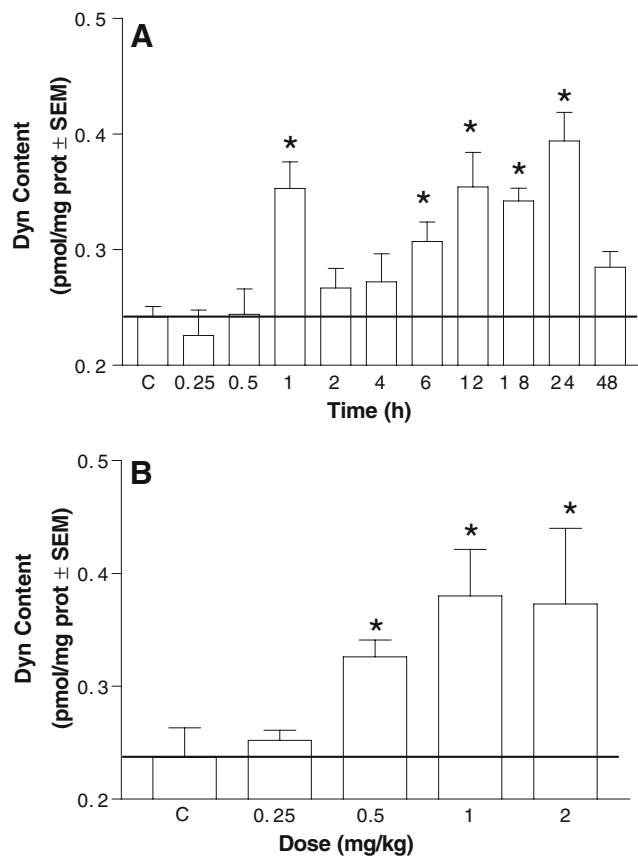 A
0.5
0.4
0.3
0.2
Dyn Content
(pmol/mg prot ± SEM)
*
*
*
*
*
C 0.25 0.5 1 2 4 6 12 1 8 24 48
Time (h)
B
0.5
0.4
0.3
0.2
Dyn Content
(pmol/mg prot ± SEM)
*
*
*
C 0.25 0.5 1 2
Dose (mg/kg)